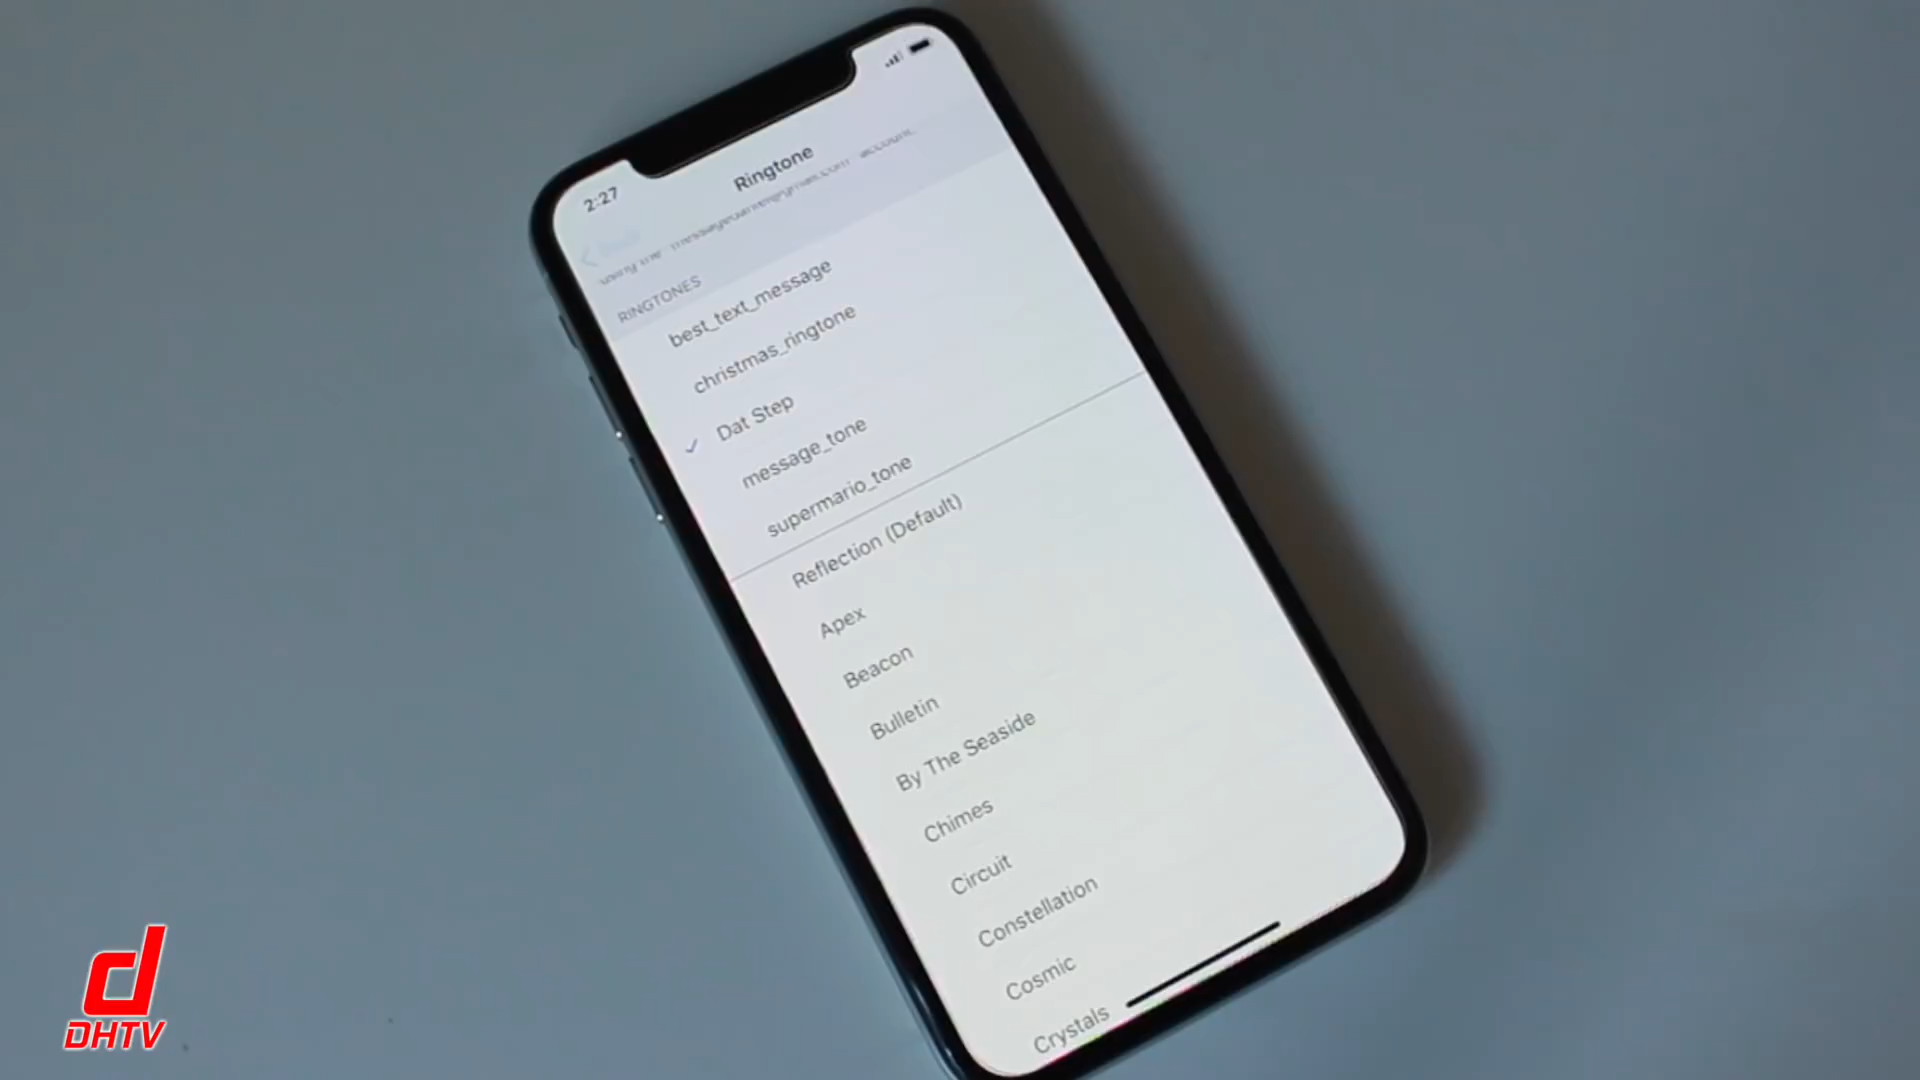 2:27
Ringtone
RINGTONES
best_text_message
christmas_ringtone
Dat Step
message_tone
supermario_tone
Reflection (Default)
Apex
Beacon
Bulletin
By The Seaside
Chimes
Circuit
Constellation
Cosmic
Crystals
d
DHTV